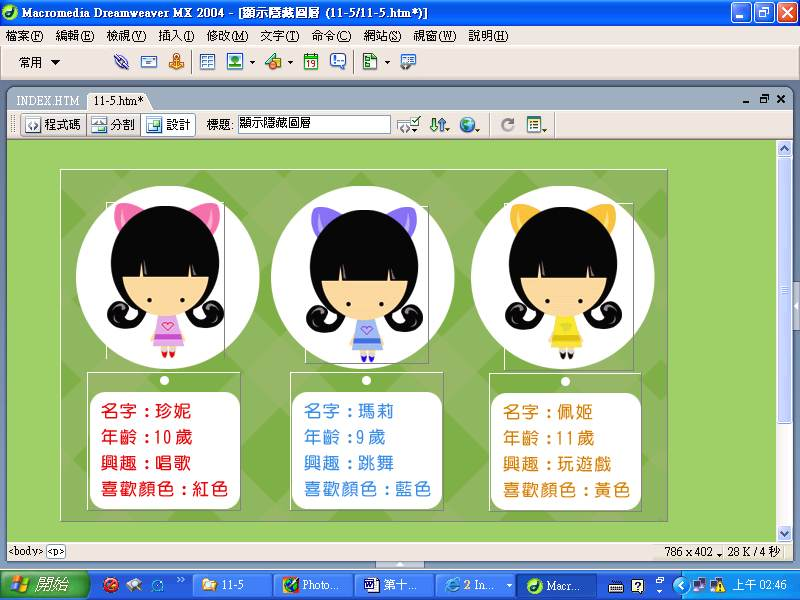 Macromedia Dreamweaver MX 2004 - [顯示隱藏圖層 (11-5/11-5.htm*)]
檔案(F) 編輯(E) 檢視(V) 插入(I) 修改(M) 文字(T) 命令(C) 網站(S) 視窗(W) 說明(H)
常用
INDEX.HTM 11-5.htm*
程式碼 分割 設計 標題: 顯示隱藏圖層
名字：珍妮
年齡：10歲
興趣：唱歌
喜歡顏色：紅色
名字：瑪莉
年齡：9歲
興趣：跳舞
喜歡顏色：藍色
名字：佩姬
年齡：11歲
興趣：玩遊戲
喜歡顏色：黃色
<body> <p> 786 x 402 28 K / 4 秒
開始 11-5 Photo... 第十... 2 In... Macr... 上午 02:46